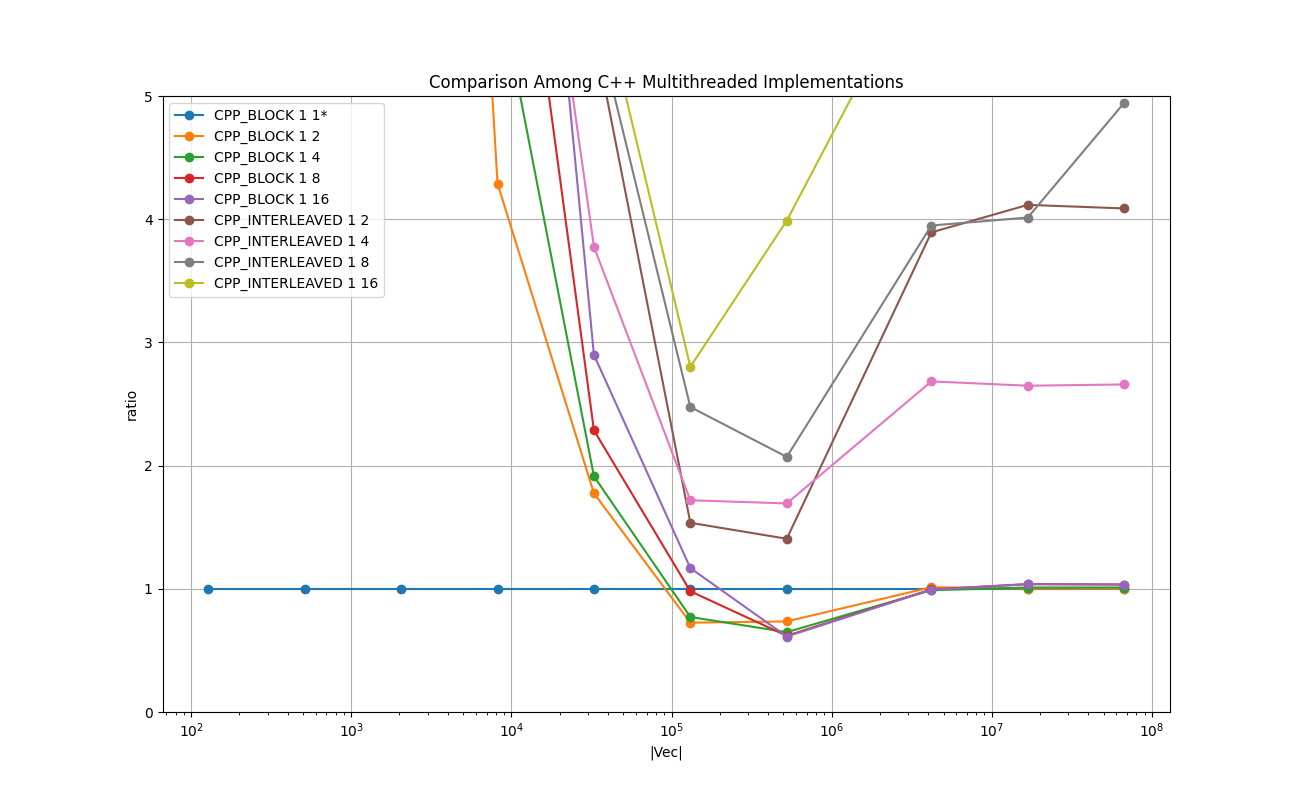 Comparison Among C++ Multithreaded Implementations
5
4
3
2
1
0
ratio
CPP_BLOCK 1 1*
CPP_BLOCK 1 2
CPP_BLOCK 1 4
CPP_BLOCK 1 8
CPP_BLOCK 1 16
CPP_INTERLEAVED 1 2
CPP_INTERLEAVED 1 4
CPP_INTERLEAVED 1 8
CPP_INTERLEAVED 1 16
10² 10³ 10⁴ 10⁵ 10⁶ 10⁷ 10⁸
|Vec|